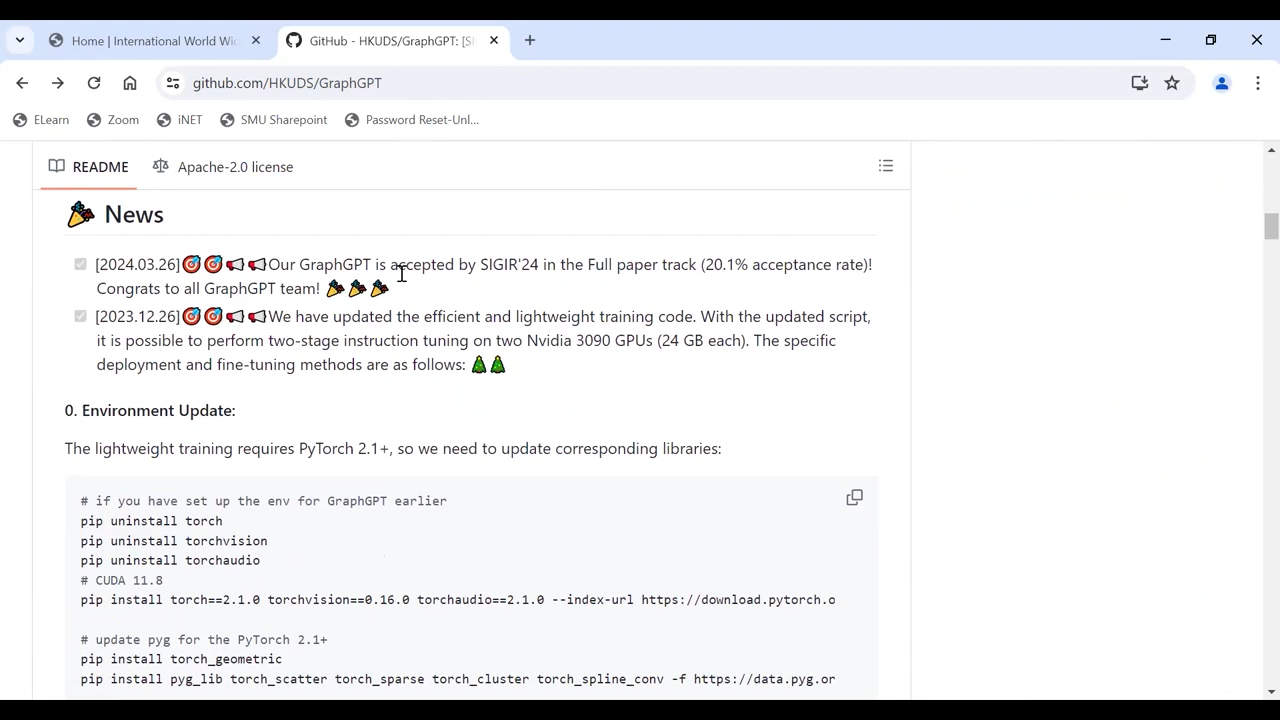 Home | International World Wi
GitHub - HKUDS/GraphGPT: [SI
github.com/HKUDS/GraphGPT
ELearn
Zoom
iNET
SMU Sharepoint
Password Reset-Unl...
README
Apache-2.0 license
🎉 News
[2024.03.26]🎯🎯📢📢Our GraphGPT is accepted by SIGIR'24 in the Full paper track (20.1% acceptance rate)!
Congrats to all GraphGPT team! 🎉🎉🎉
[2023.12.26]🎯🎯📢📢We have updated the efficient and lightweight training code. With the updated script,
it is possible to perform two-stage instruction tuning on two Nvidia 3090 GPUs (24 GB each). The specific
deployment and fine-tuning methods are as follows: 🎄🎄
0. Environment Update:
The lightweight training requires PyTorch 2.1+, so we need to update corresponding libraries:
# if you have set up the env for GraphGPT earlier
pip uninstall torch
pip uninstall torchvision
pip uninstall torchaudio
# CUDA 11.8
pip install torch==2.1.0 torchvision==0.16.0 torchaudio==2.1.0 --index-url https://download.pytorch.o
# update pyg for the PyTorch 2.1+
pip install torch_geometric
pip install pyg_lib torch_scatter torch_sparse torch_cluster torch_spline_conv -f https://data.pyg.or